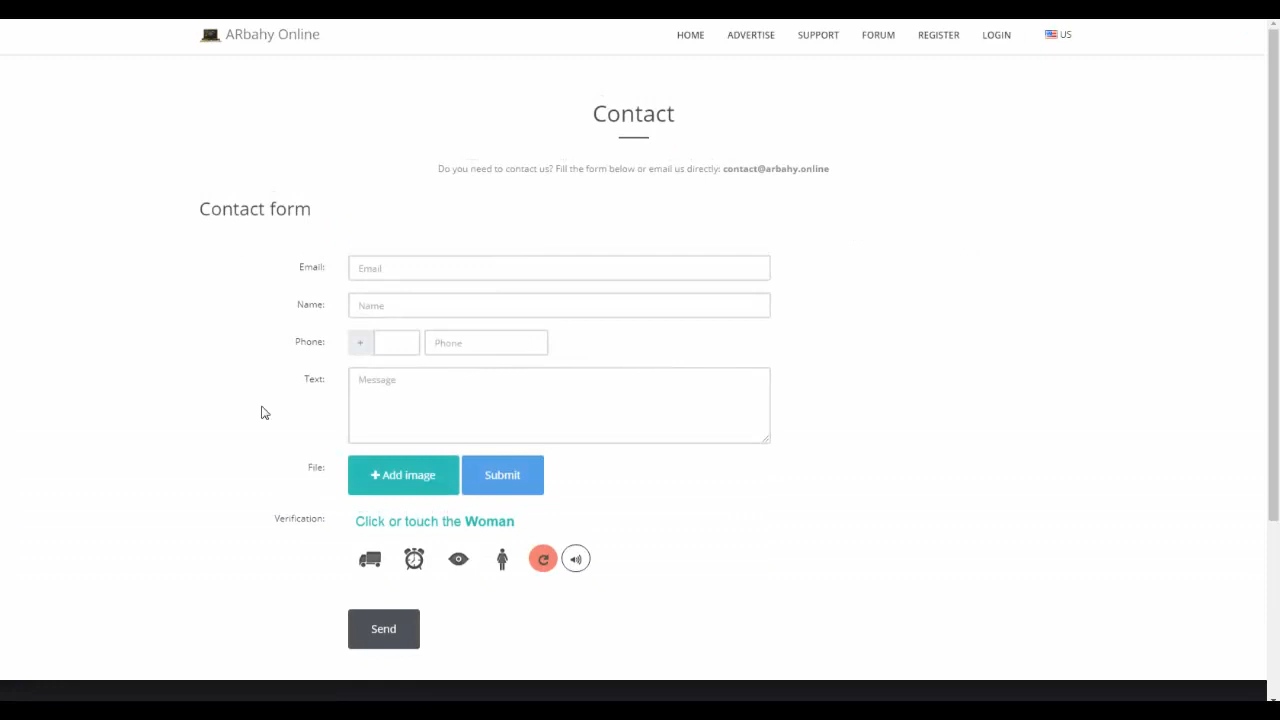 ARbahy Online
HOME ADVERTISE SUPPORT FORUM REGISTER LOGIN US
Contact
Do you need to contact us? Fill the form below or email us directly: contact@arbahy.online
Contact form
Email: Email
Name: Name
Phone: + Phone
Text: Message
File: + Add image Submit
Verification: Click or touch the Woman
Send